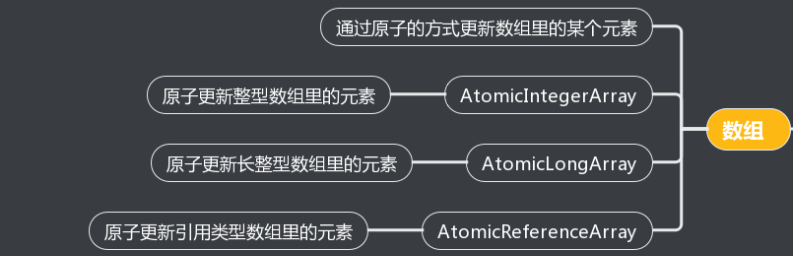 通过原子的方式更新数组里的某个元素
原子更新整型数组里的元素
AtomicIntegerArray
数组
原子更新长整型数组里的元素
AtomicLongArray
原子更新引用类型数组里的元素
AtomicReferenceArray